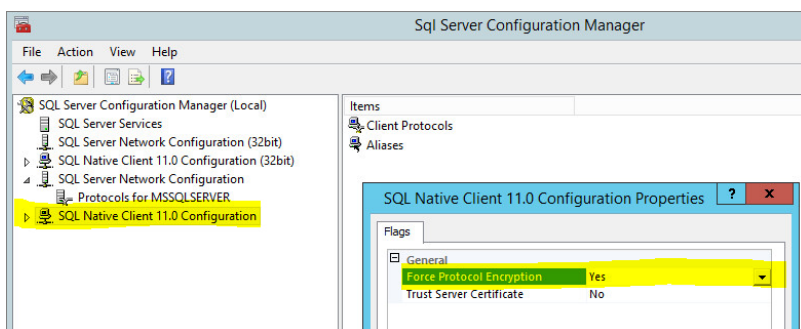 Sql Server Configuration Manager
File Action View Help
SQL Server Configuration Manager (Local)
SQL Server Services
SQL Server Network Configuration (32bit)
SQL Native Client 11.0 Configuration (32bit)
SQL Server Network Configuration
Protocols for MSSQLSERVER
SQL Native Client 11.0 Configuration
Items
Client Protocols
Aliases
SQL Native Client 11.0 Configuration Properties ? x
Flags
General
Force Protocol Encryption Yes
Trust Server Certificate No